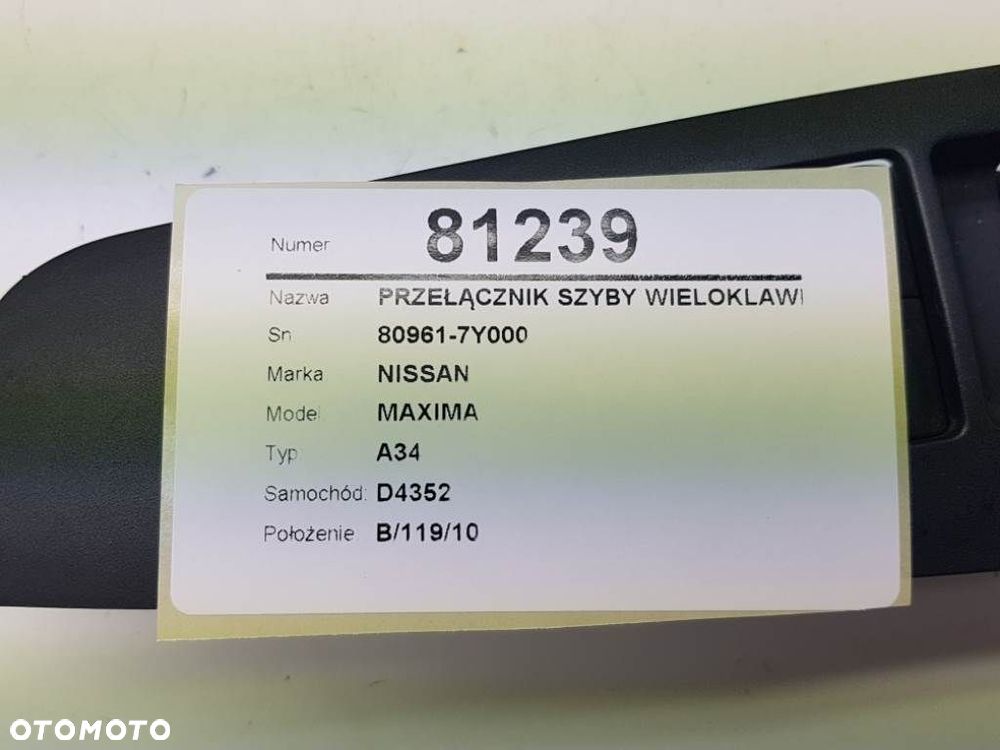 Numer 81239
Nazwa PRZEŁĄCZNIK SZYBY WIELOKLAWI
Sn 80961-7Y000
Marka NISSAN
Model MAXIMA
Typ A34
Samochód: D4352
Położenie B/119/10
OTOMOTO